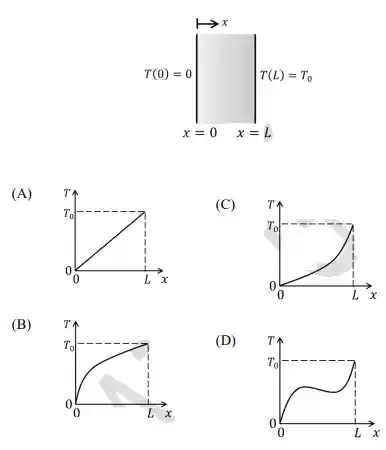 x
T(0) = 0
T(L) = T₀
x = 0
x = L
(A)
T
T₀
0
0
L
x
(C)
T
T₀
0
0
L
x
(B)
T
T₀
0
0
L
x
(D)
T
T₀
0
0
L
x